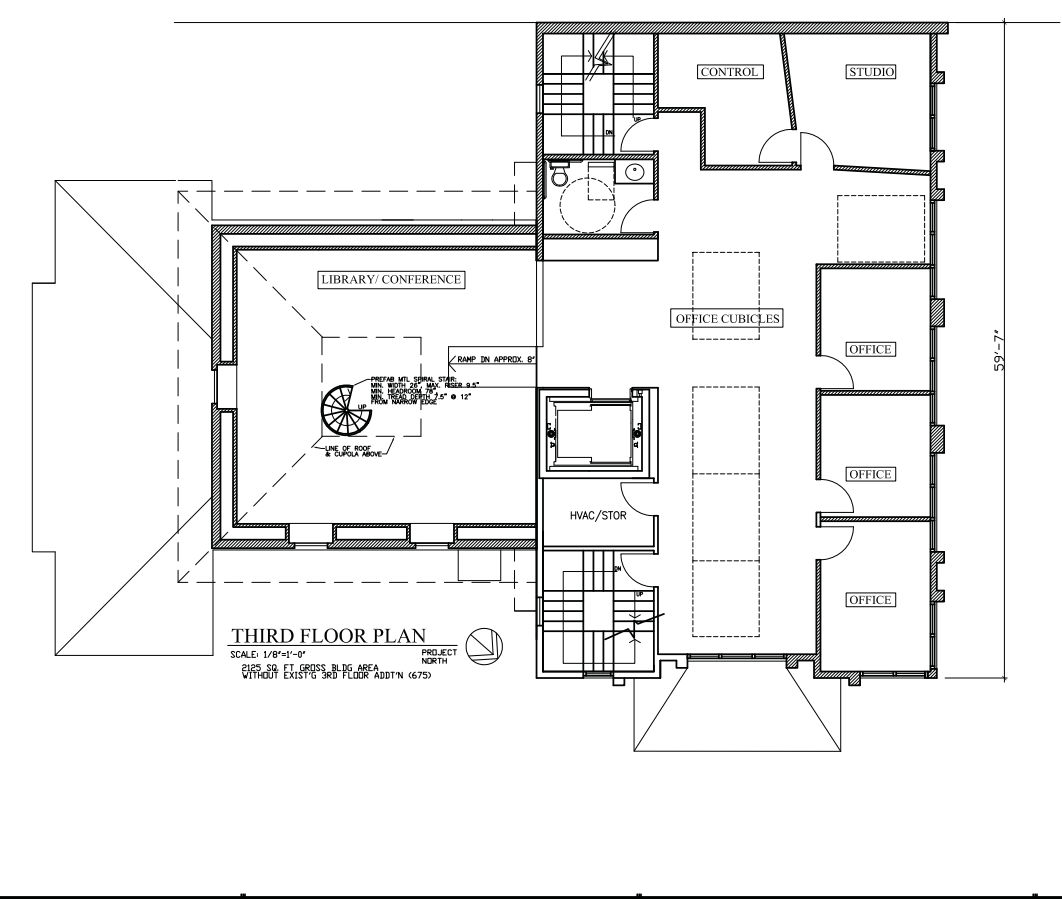 CONTROL
STUDIO
UP
DN
LIBRARY/ CONFERENCE
OFFICE CUBICLES
59'-7"
OFFICE
RAMP DN APPROX. 8"
PREFAB MTL SPIRAL STAIR:
MIN. WIDTH 26", MAX. RISER 9.5"
MIN. HEADROOM 78"
MIN. TREAD DEPTH 7.5" @ 12"
FROM NARROW EDGE
UP
LINE OF ROOF
& CUPOLA ABOVE
OFFICE
HVAC/STOR
DN
UP
OFFICE
THIRD FLOOR PLAN
SCALE: 1/8"=1'-0"
PROJECT
NORTH
2125 SQ. FT GROSS BLDG AREA
WITHOUT EXIST'G 3RD FLOOR ADDT'N (675)